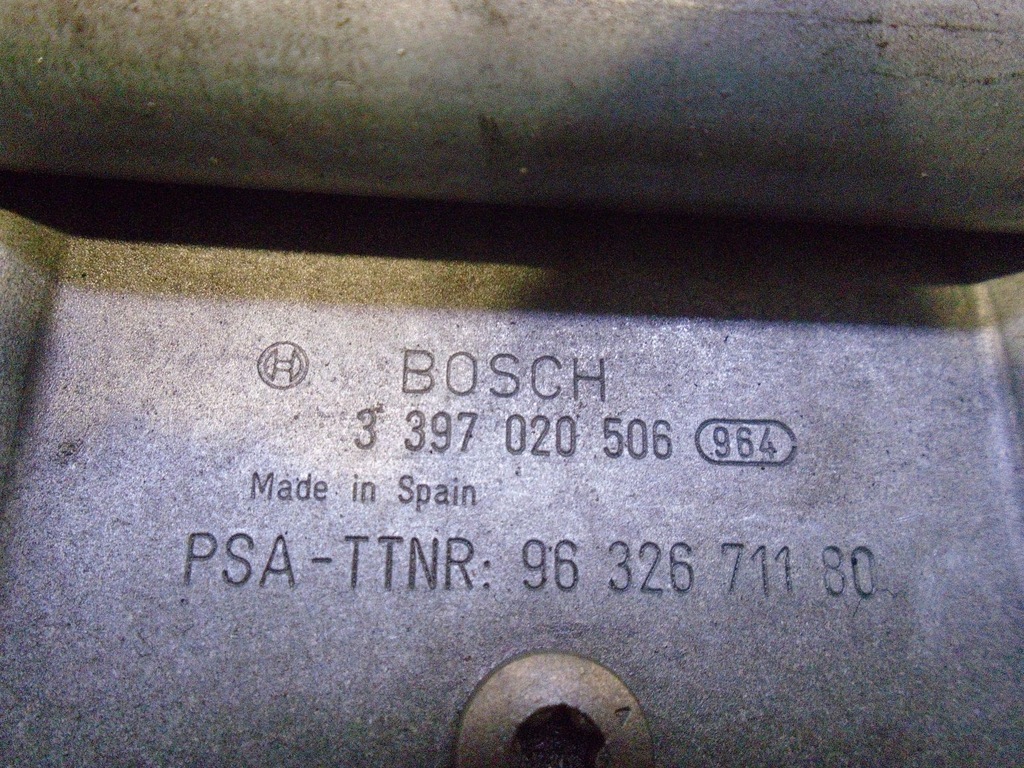 BOSCH
3 397 020 506 964
Made in Spain
PSA-TTNR: 96 326 711 80